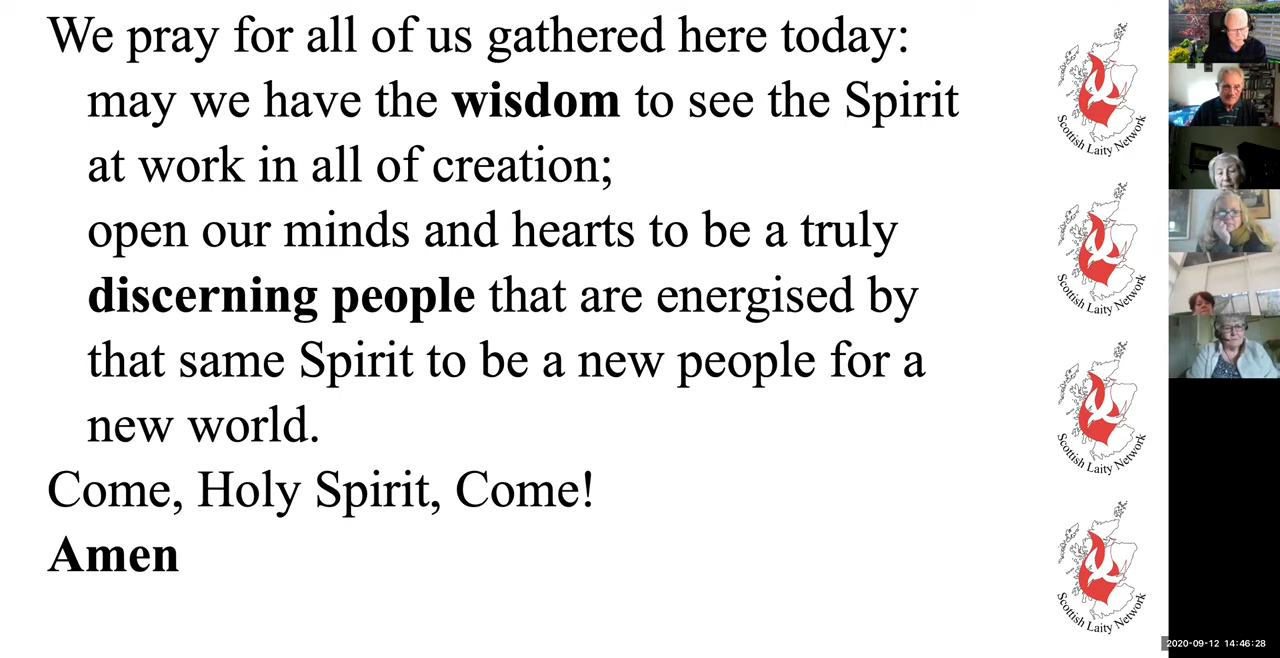 We pray for all of us gathered here today:
may we have the wisdom to see the Spirit
at work in all of creation;
open our minds and hearts to be a truly
discerning people that are energised by
that same Spirit to be a new people for a
new world.
Come, Holy Spirit, Come!
Amen
Scottish Laity Network
Scottish Laity Network
Scottish Laity Network
Scottish Laity Network
2020-09-12 14:46:28